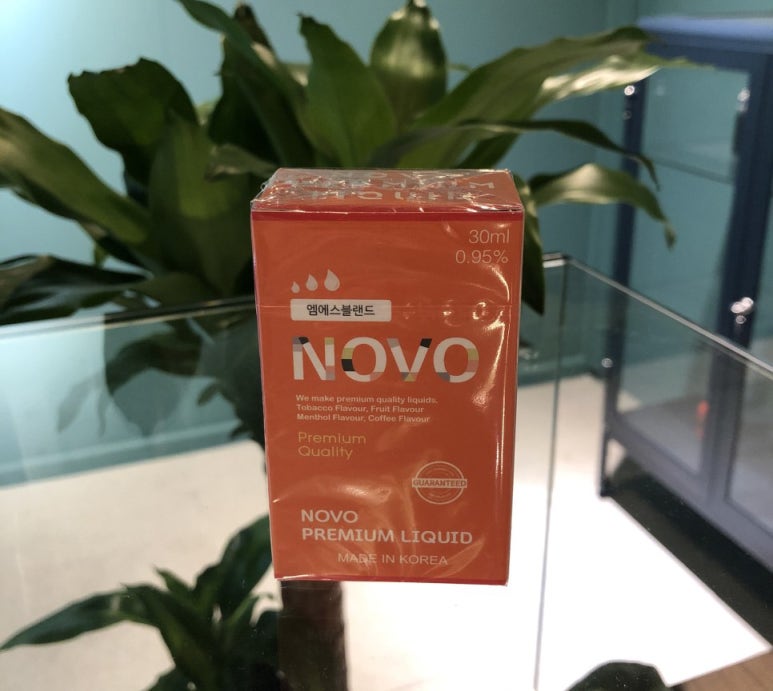 30ml
0.95%
엠에스블랜드
NOVO
We make premium quality liquids,
Tobacco Flavour, Fruit Flavour
Menthol Flavour, Coffee Flavour
Premium
Quality
GUARANTEED
NOVO
PREMIUM LIQUID
MADE IN KOREA